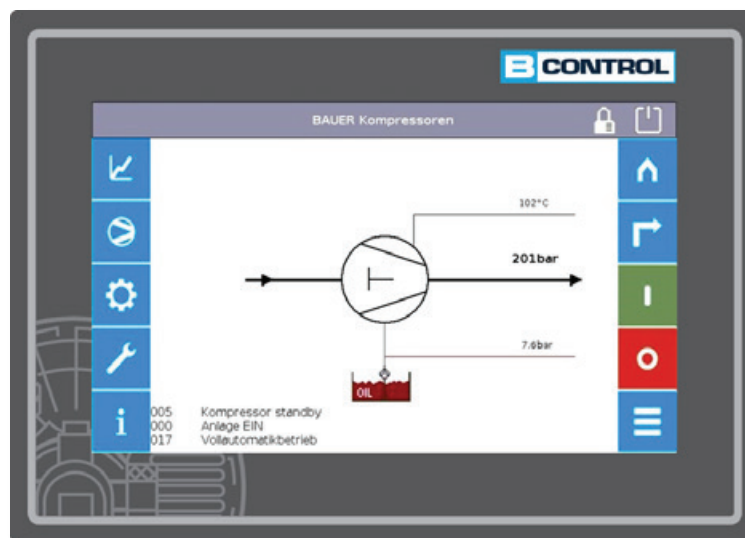 B CONTROL
BAUER Kompressoren
102°C
201bar
7.6bar
OIL
005 Kompressor standby
000 Anlage EIN
017 Vollautomatikbetrieb